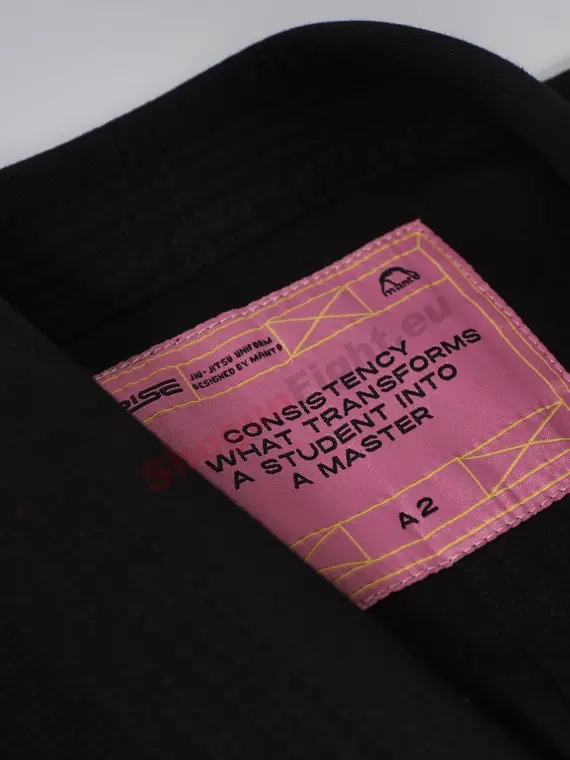 manto
RISE
JIU-JITSU UNIFORM
DESIGNED BY MANTO
CONSISTENCY
WHAT TRANSFORMS
A STUDENT INTO
A MASTER
A2